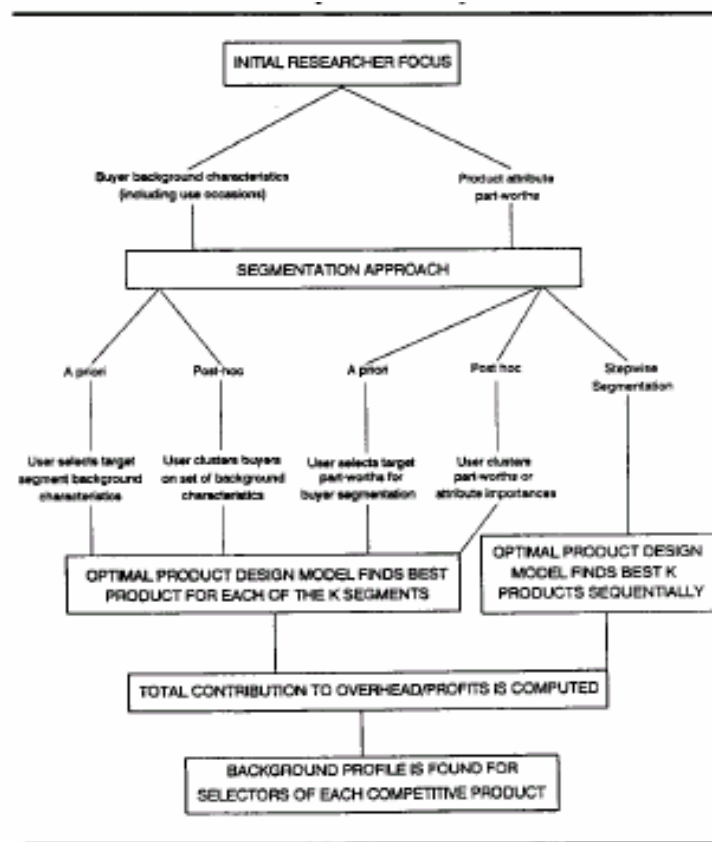 INITIAL RESEARCHER FOCUS
Buyer background characteristics
(including use occasions)
Product attribute
part-worths
SEGMENTATION APPROACH
A priori
Post-hoc
A priori
Post hoc
Stepwise
Segmentation
User selects target
segment background
characteristics
User clusters buyers
on set of background
characteristics
User selects target
part-worths for
buyer segmentation
User clusters
part-worths or
attribute importances
OPTIMAL PRODUCT DESIGN MODEL FINDS BEST
PRODUCT FOR EACH OF THE K SEGMENTS
OPTIMAL PRODUCT DESIGN
MODEL FINDS BEST K
PRODUCTS SEQUENTIALLY
TOTAL CONTRIBUTION TO OVERHEAD/PROFITS IS COMPUTED
BACKGROUND PROFILE IS FOUND FOR
SELECTORS OF EACH COMPETITIVE PRODUCT